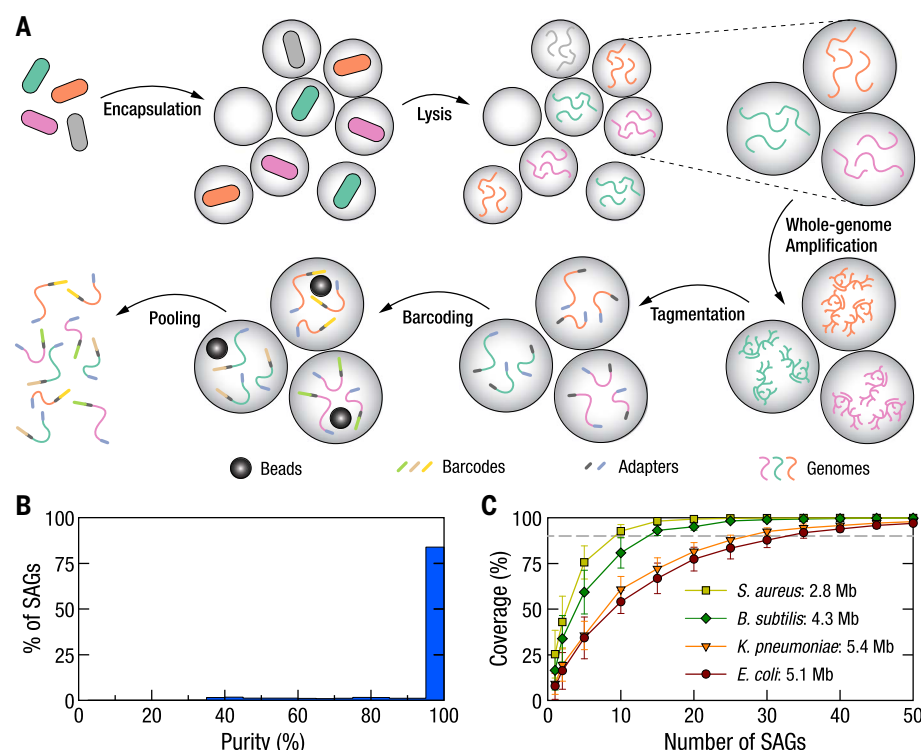 A
Encapsulation
Lysis
Whole-genome
Amplification
Pooling
Barcoding
Tagmentation
Beads
Barcodes
Adapters
Genomes
B
% of SAGs
100
75
50
25
0
0 20 40 60 80 100
Purity (%)
C
Coverage (%)
100
75
50
25
0
S. aureus: 2.8 Mb
B. subtilis: 4.3 Mb
K. pneumoniae: 5.4 Mb
E. coli: 5.1 Mb
0 10 20 30 40 50
Number of SAGs